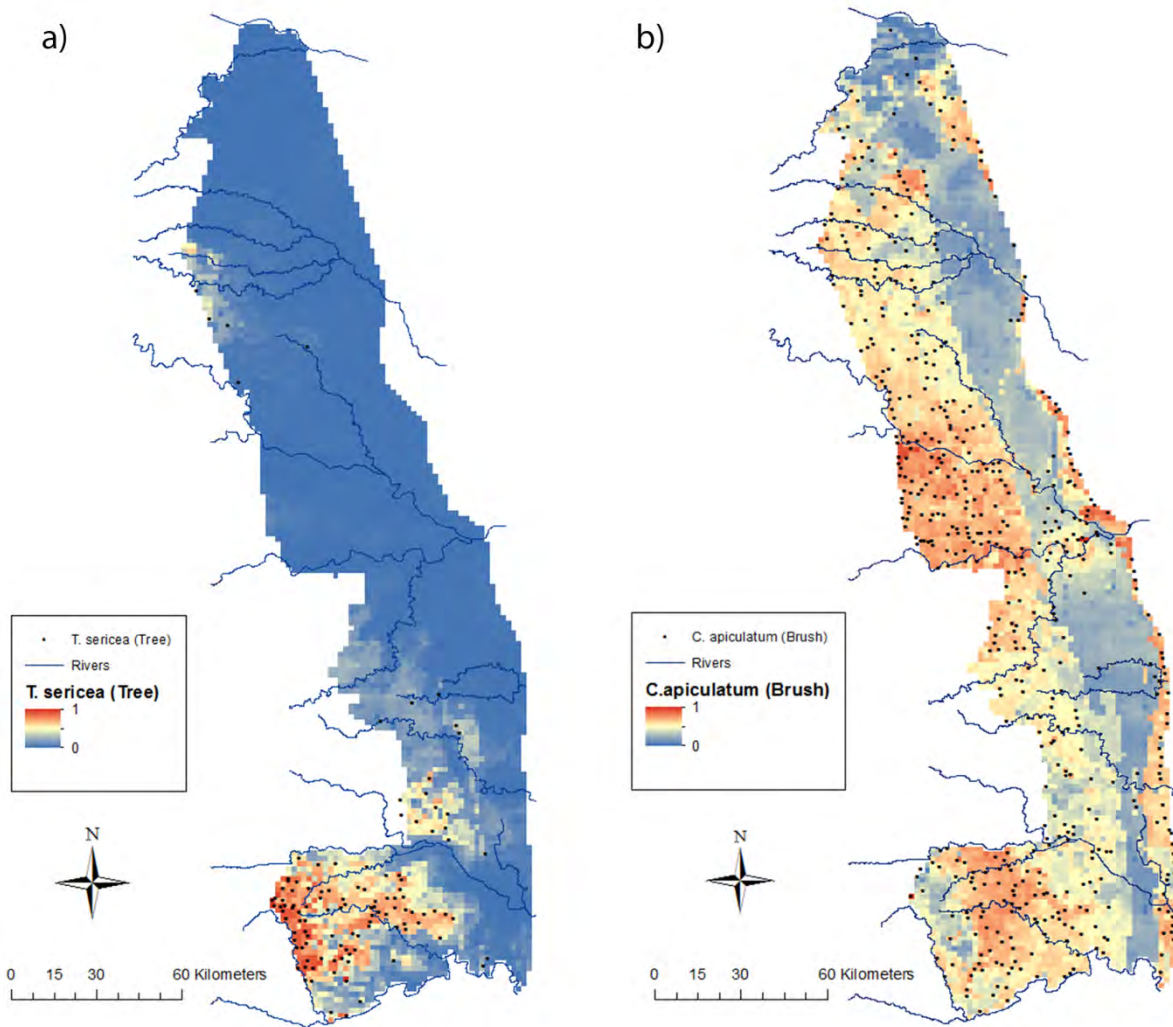 a)
T. sericea (Tree)
Rivers
T. sericea (Tree)
1
0
N
0 15 30 60 Kilometers
b)
C. apiculatum (Brush)
Rivers
C.apiculatum (Brush)
1
0
N
0 15 30 60 Kilometers